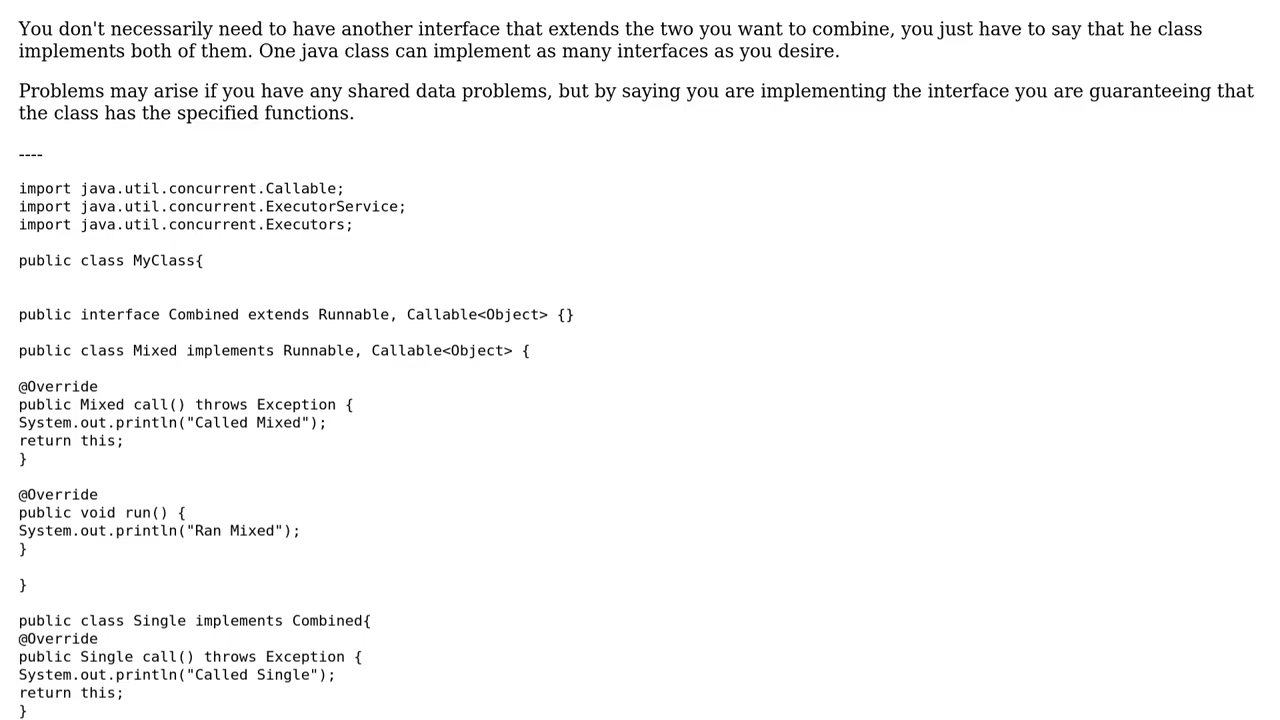 You don't necessarily need to have another interface that extends the two you want to combine, you just have to say that he class
implements both of them. One java class can implement as many interfaces as you desire.
Problems may arise if you have any shared data problems, but by saying you are implementing the interface you are guaranteeing that
the class has the specified functions.
----
import java.util.concurrent.Callable;
import java.util.concurrent.ExecutorService;
import java.util.concurrent.Executors;
public class MyClass{
public interface Combined extends Runnable, Callable<Object> {}
public class Mixed implements Runnable, Callable<Object> {
@Override
public Mixed call() throws Exception {
System.out.println("Called Mixed");
return this;
}
@Override
public void run() {
System.out.println("Ran Mixed");
}
}
public class Single implements Combined{
@Override
public Single call() throws Exception {
System.out.println("Called Single");
return this;
}